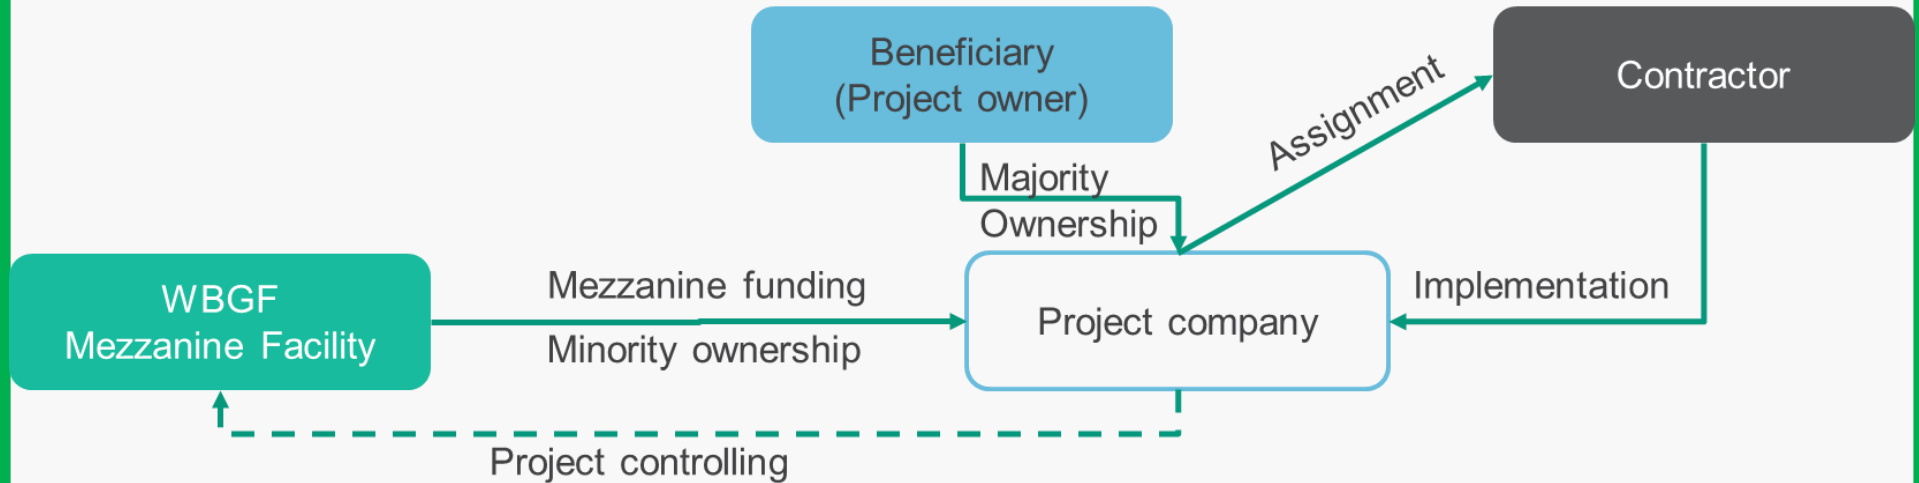 Beneficiary
(Project owner)
Contractor
Assignment
Majority
Ownership
WBGF
Mezzanine Facility
Mezzanine funding
Minority ownership
Project company
Implementation
Project controlling